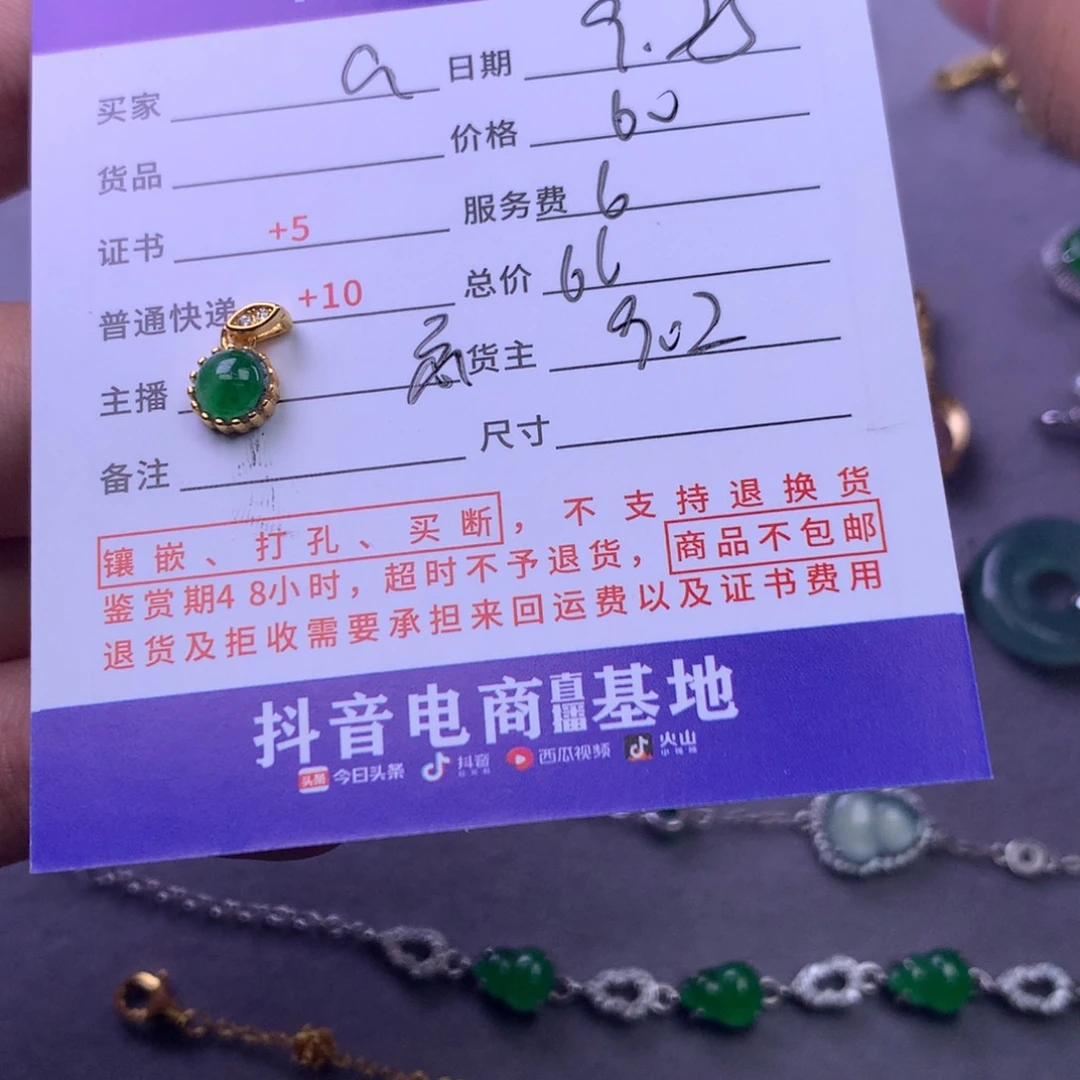 买家 a 日期 9.25
货品 价格 60
证书 +5 服务费 6
普通快递 +10 总价 66
主播 货主 902
备注 尺寸
镶嵌、打孔、买断，不支持退换货
鉴赏期48小时，超时不予退货，商品不包邮
退货及拒收需要承担来回运费以及证书费用
抖音电商直播基地
头条 今日头条 抖音 西瓜视频 火山